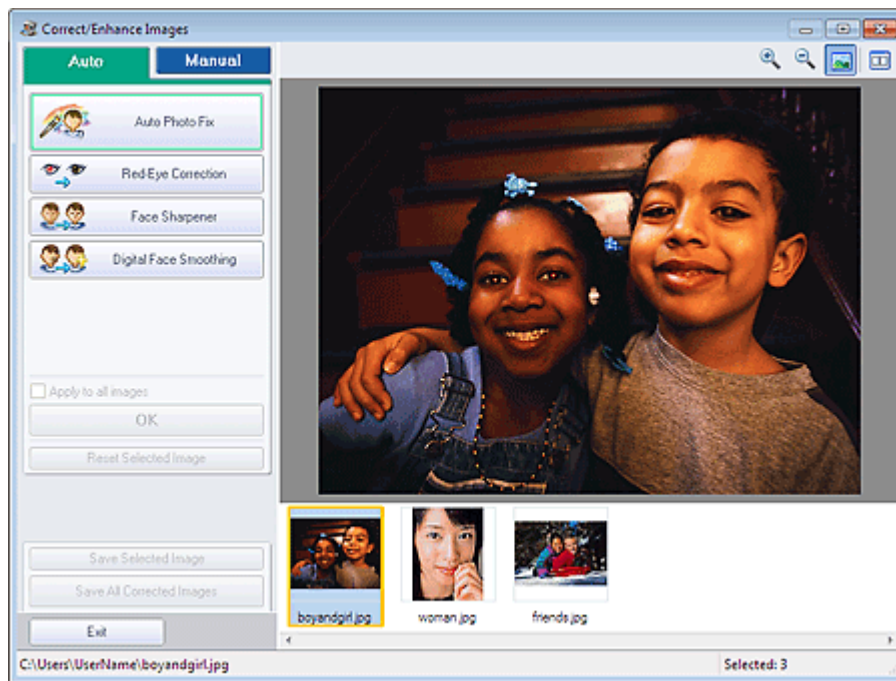 Correct/Enhance Images
Auto
Manual
Auto Photo Fix
Red-Eye Correction
Face Sharpener
Digital Face Smoothing
Apply to all images
OK
Reset Selected Image
Save Selected Image
Save All Corrected Images
Exit
boyandgirl.jpg
woman.jpg
friends.jpg
C:\Users\UserName\boyandgirl.jpg
Selected: 3